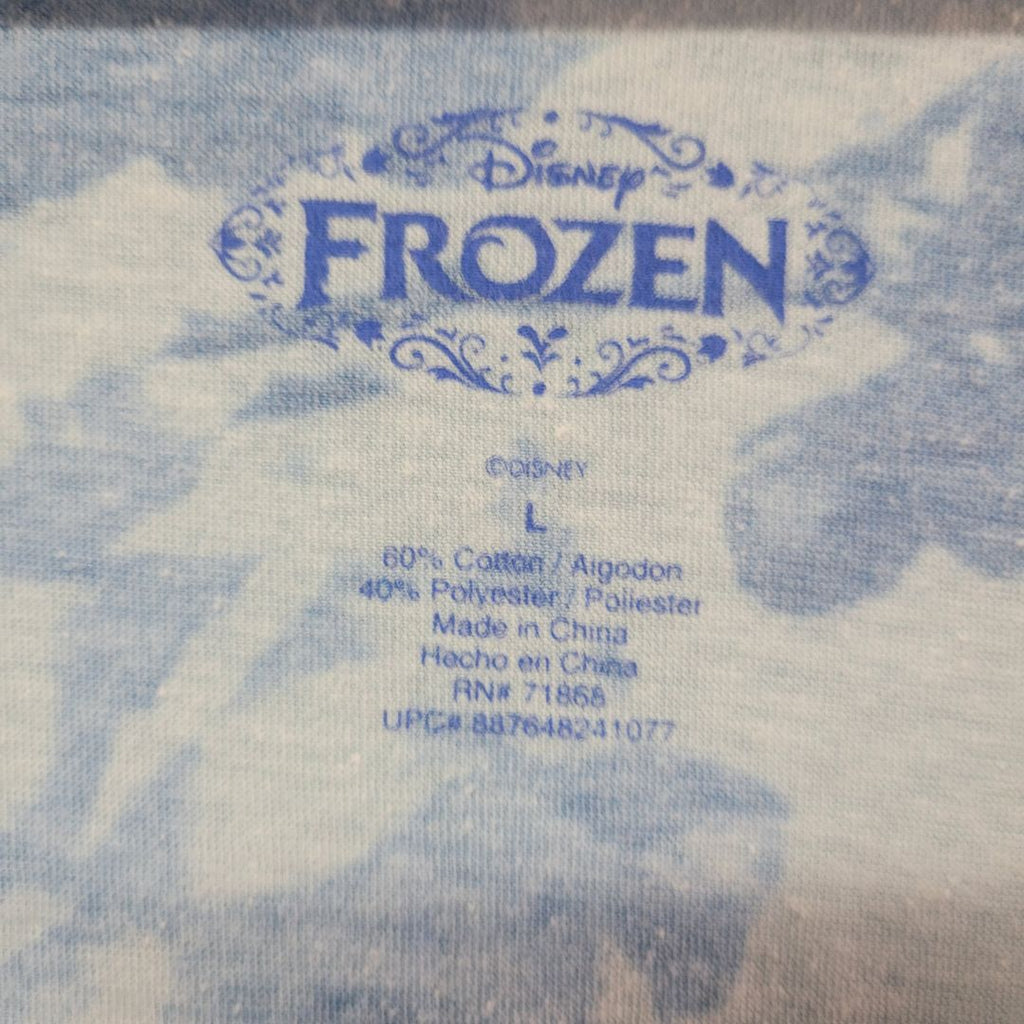 Disney
FROZEN
©DISNEY
L
60% Cotton / Algodon
40% Polyester / Poliester
Made in China
Hecho en China
RN# 71868
UPC# 887648241077